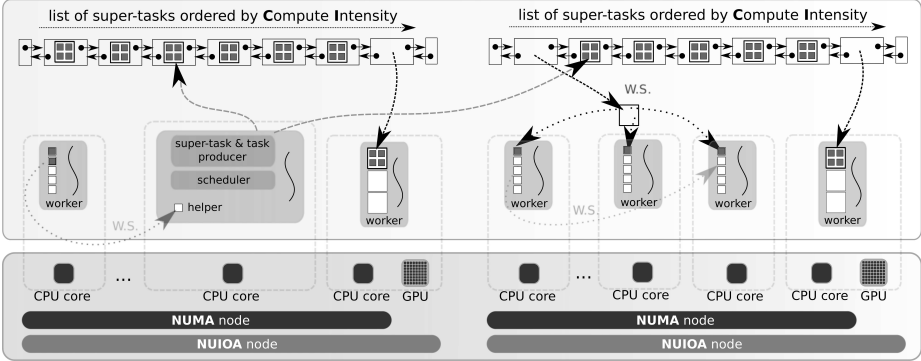 list of super-tasks ordered by Compute Intensity
list of super-tasks ordered by Compute Intensity
W.S.
super-task & task
producer
scheduler
helper
worker
W.S.
worker
worker
worker
worker
worker
W.S.
CPU core
...
CPU core
CPU core
GPU
CPU core
...
CPU core
CPU core
CPU core
GPU
NUMA node
NUMA node
NUIOA node
NUIOA node